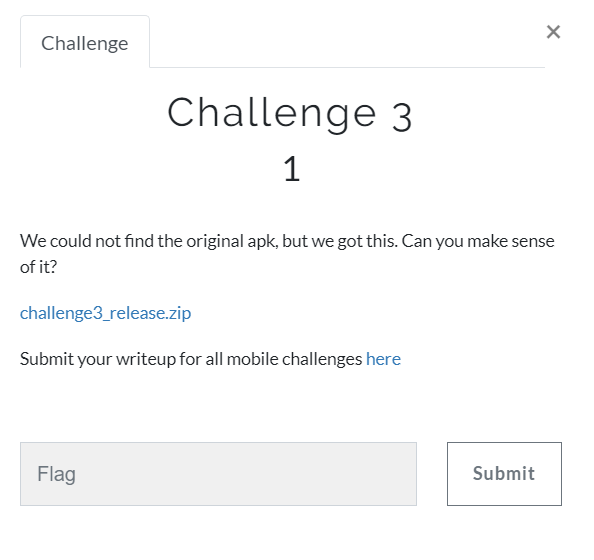 Challenge
×
Challenge 3
1
We could not find the original apk, but we got this. Can you make sense
of it?
challenge3_release.zip
Submit your writeup for all mobile challenges here
Flag
Submit